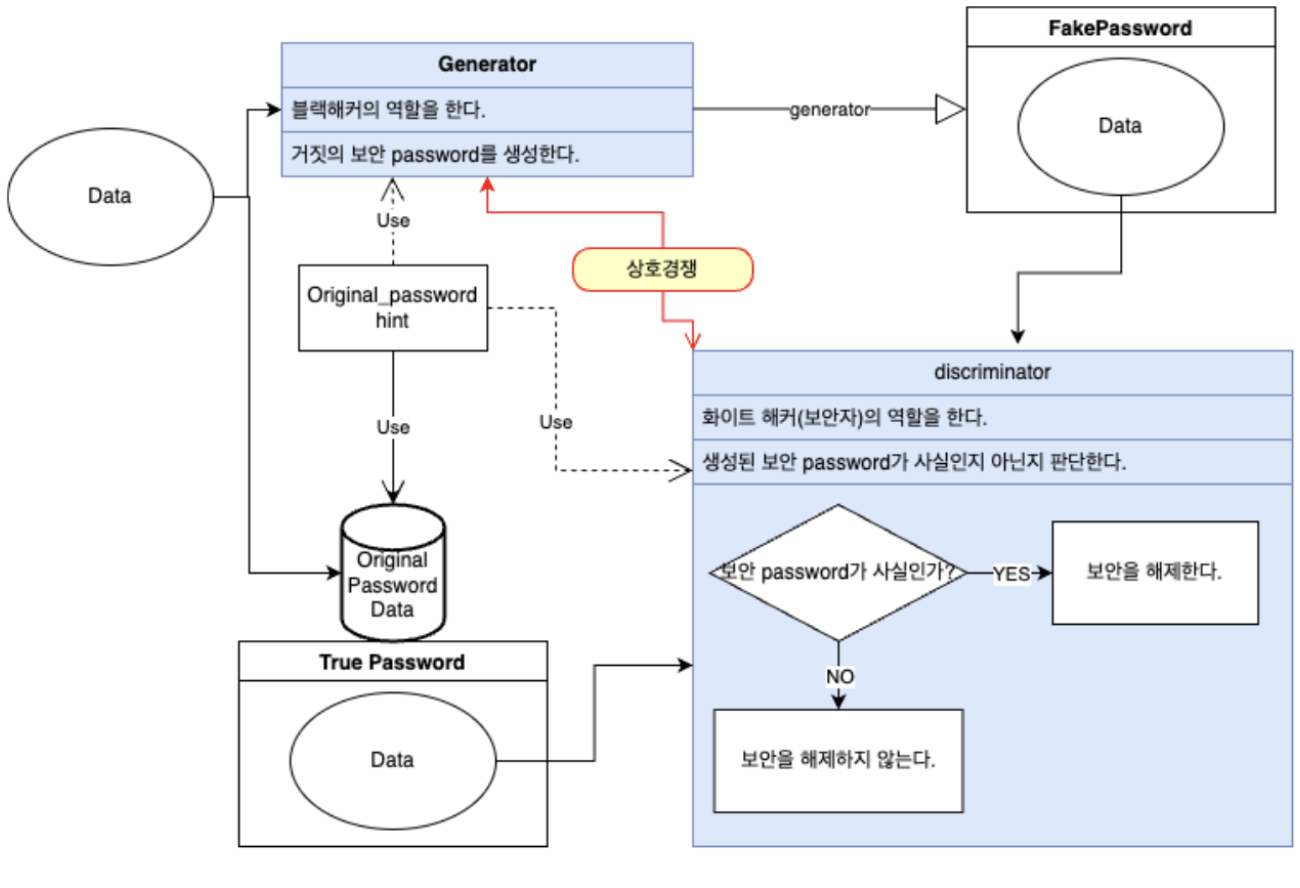 FakePassword
Data
Generator
블랙해커의 역할을 한다.
거짓의 보안 password를 생성한다.
generator
Data
Use
상호경쟁
Original_password
hint
Use
Use
discriminator
화이트 해커(보안자)의 역할을 한다.
생성된 보안 password가 사실인지 아닌지 판단한다.
보안 password가 사실인가?
YES
보안을 해제한다.
NO
보안을 해제하지 않는다.
Original
Password
Data
True Password
Data